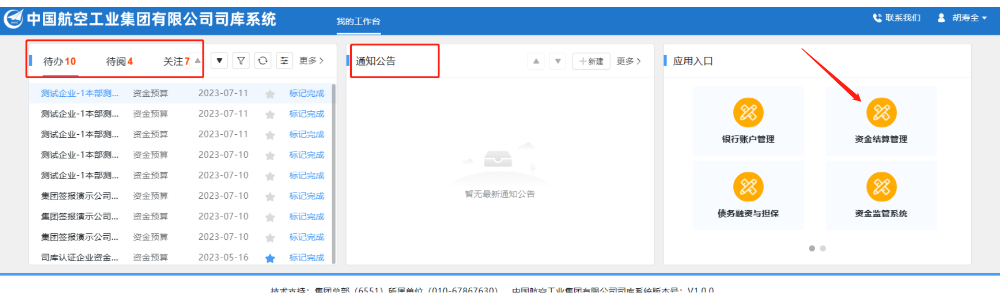 中国航空工业集团有限公司司库系统
我的工作台
联系我们 胡寿全
待办10 待阅4 关注7 更多
测试企业-1本部测... 资金预算 2023-07-11 标记完成
测试企业-1本部测... 资金预算 2023-07-11 标记完成
测试企业-1本部测... 资金预算 2023-07-11 标记完成
测试企业-1本部测... 资金预算 2023-07-10 标记完成
测试企业-1本部测... 资金预算 2023-07-10 标记完成
集团签报演示公司... 资金预算 2023-07-10 标记完成
集团签报演示公司... 资金预算 2023-07-10 标记完成
集团签报演示公司... 资金预算 2023-07-10 标记完成
司库认证企业资金... 资金预算 2023-05-16 标记完成
通知公告 +新建 更多
暂无最新通知公告
应用入口
银行账户管理 资金结算管理
债务融资与担保 资金监管系统
技术支持：集团总部（6551）所属单位（010-67867630） 中国航空工业集团有限公司司库系统版本号：V1.0.0